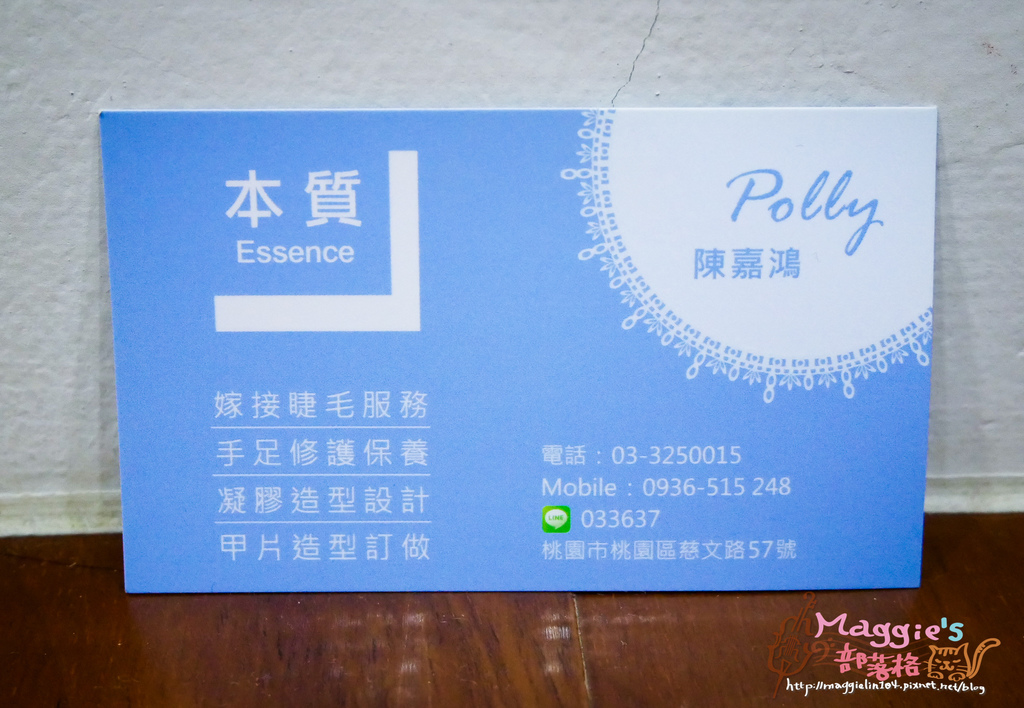 本質
Essence
Polly
陳嘉鴻
嫁接睫毛服務
手足修護保養
凝膠造型設計
甲片造型訂做
電話：03-3250015
Mobile：0936-515 248
LINE 033637
桃園市桃園區慈文路57號
Maggie's
部落格
http://maggielin104.pixnet.net/blog